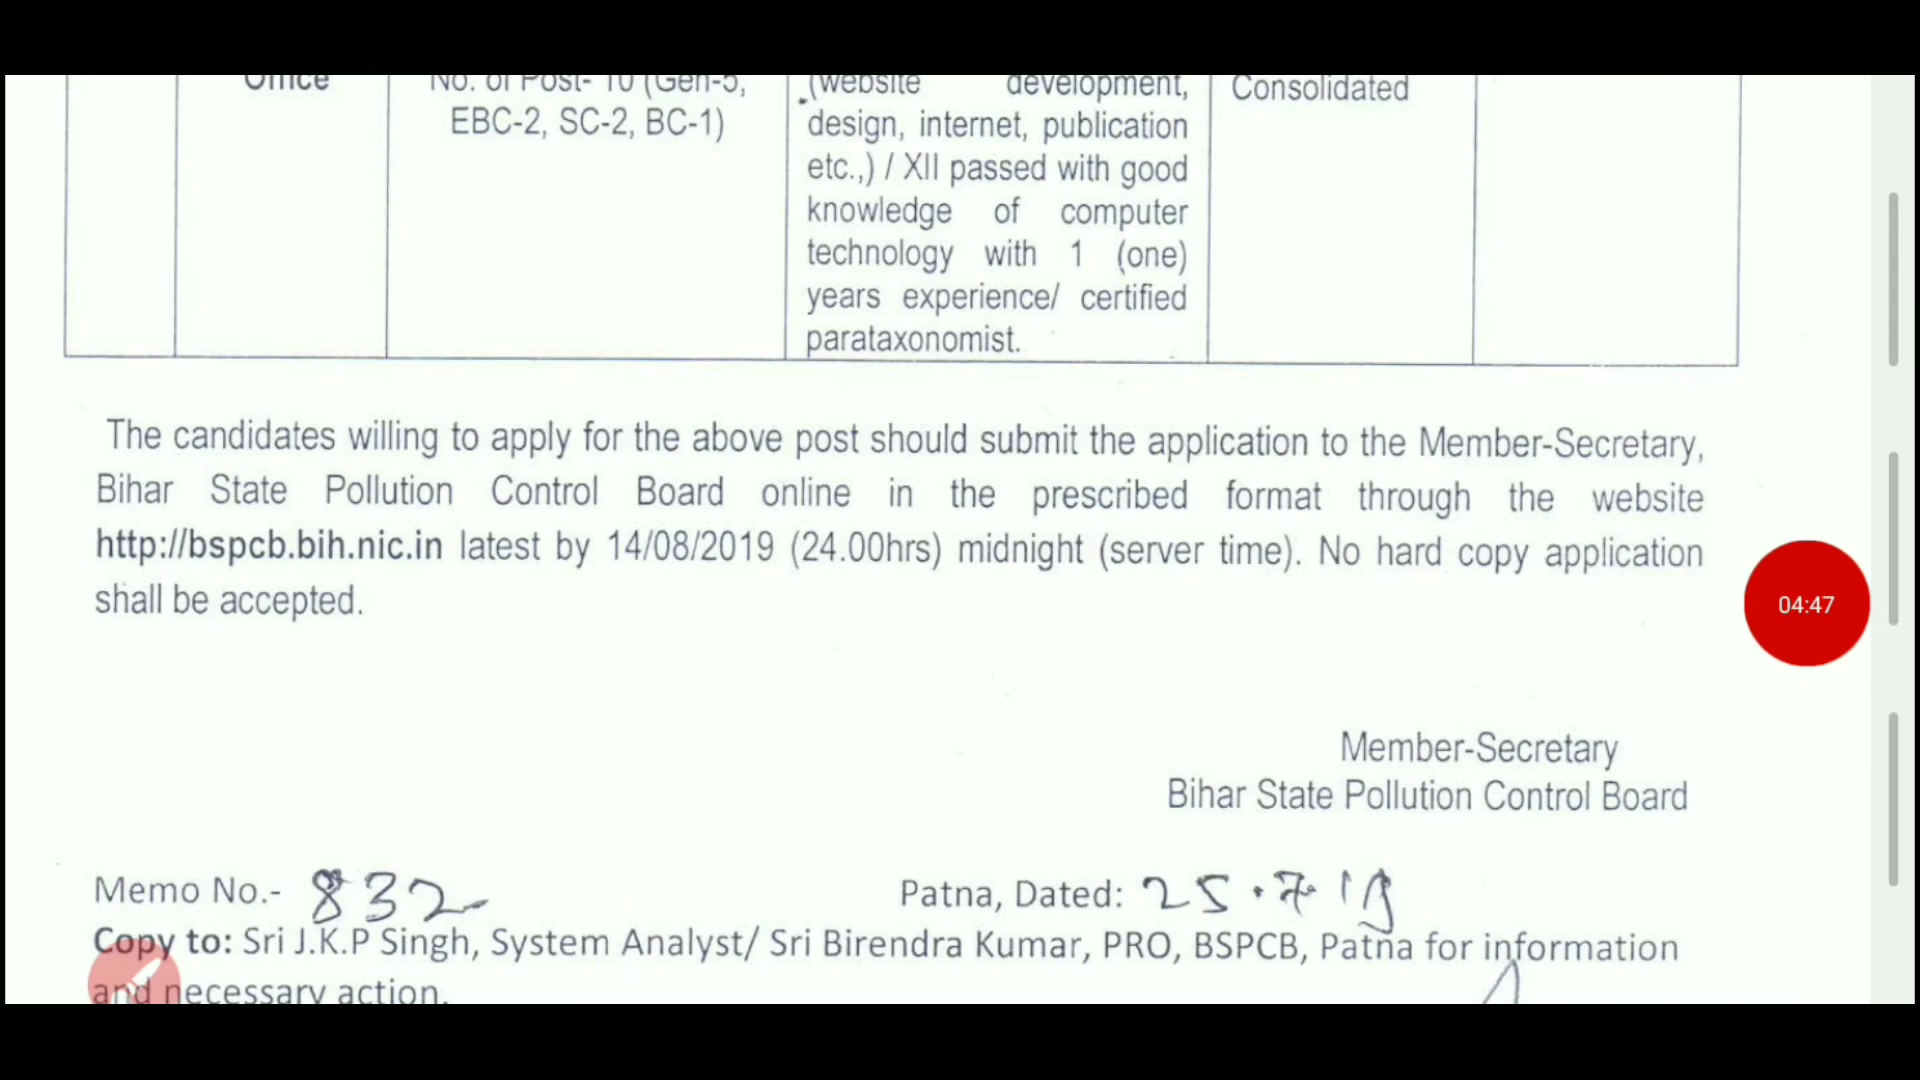 Office
No. of Post- 10 (Gen-5,
EBC-2, SC-2, BC-1)
(website development,
design, internet, publication
etc.,) / XII passed with good
knowledge of computer
technology with 1 (one)
years experience/ certified
parataxonomist.
Consolidated
The candidates willing to apply for the above post should submit the application to the Member-Secretary,
Bihar State Pollution Control Board online in the prescribed format through the website
http://bspcb.bih.nic.in latest by 14/08/2019 (24.00hrs) midnight (server time). No hard copy application
shall be accepted.
04:47
Member-Secretary
Bihar State Pollution Control Board
Memo No.- 832
Patna, Dated: 25.7.19
Copy to: Sri J.K.P Singh, System Analyst/ Sri Birendra Kumar, PRO, BSPCB, Patna for information
and necessary action.